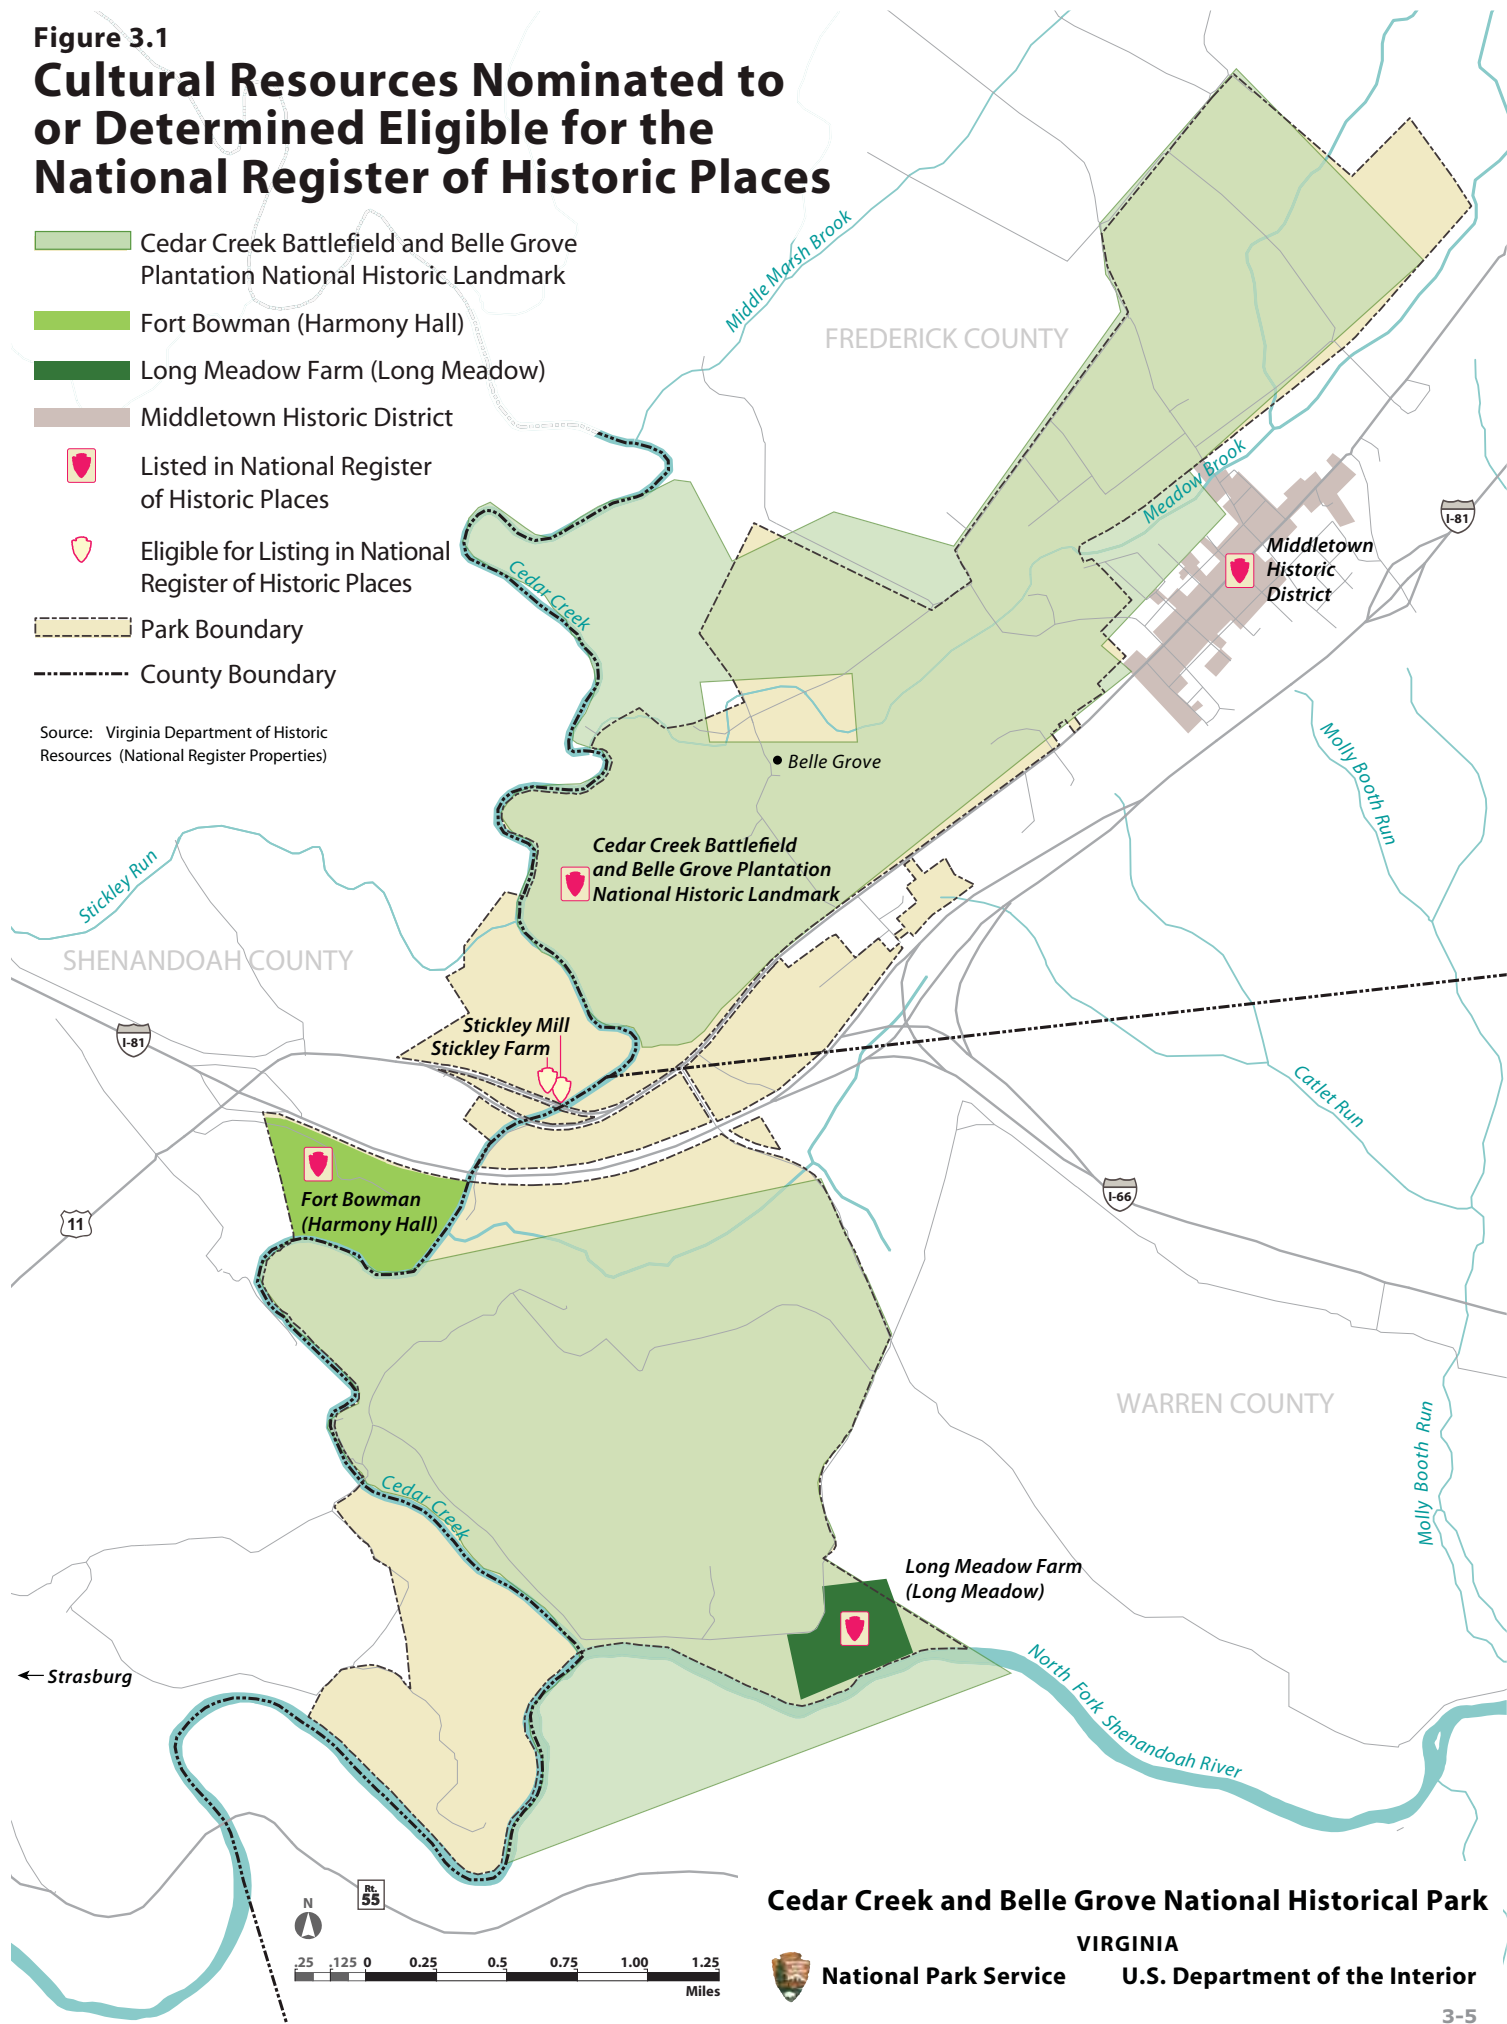 Figure 3.1
Cultural Resources Nominated to
or Determined Eligible for the
National Register of Historic Places
Cedar Creek Battlefield and Belle Grove
Plantation National Historic Landmark
Fort Bowman (Harmony Hall)
Long Meadow Farm (Long Meadow)
Middletown Historic District
Listed in National Register
of Historic Places
Eligible for Listing in National
Register of Historic Places
Park Boundary
County Boundary
Source: Virginia Department of Historic
Resources (National Register Properties)
Middle Marsh Brook
FREDERICK COUNTY
Meadow Brook
I-81
Middletown
Historic
District
Cedar Creek
Molly Booth Run
Belle Grove
Cedar Creek Battlefield
and Belle Grove Plantation
National Historic Landmark
Stickley Run
SHENANDOAH COUNTY
I-81
Stickley Mill
Stickley Farm
Catlet Run
Fort Bowman
(Harmony Hall)
11
I-66
WARREN COUNTY
Molly Booth Run
Cedar Creek
Long Meadow Farm
(Long Meadow)
Strasburg
North Fork Shenandoah River
Rt.
55
N
.25 .125 0 0.25 0.5 0.75 1.00 1.25
Miles
Cedar Creek and Belle Grove National Historical Park
VIRGINIA
National Park Service U.S. Department of the Interior
3-5